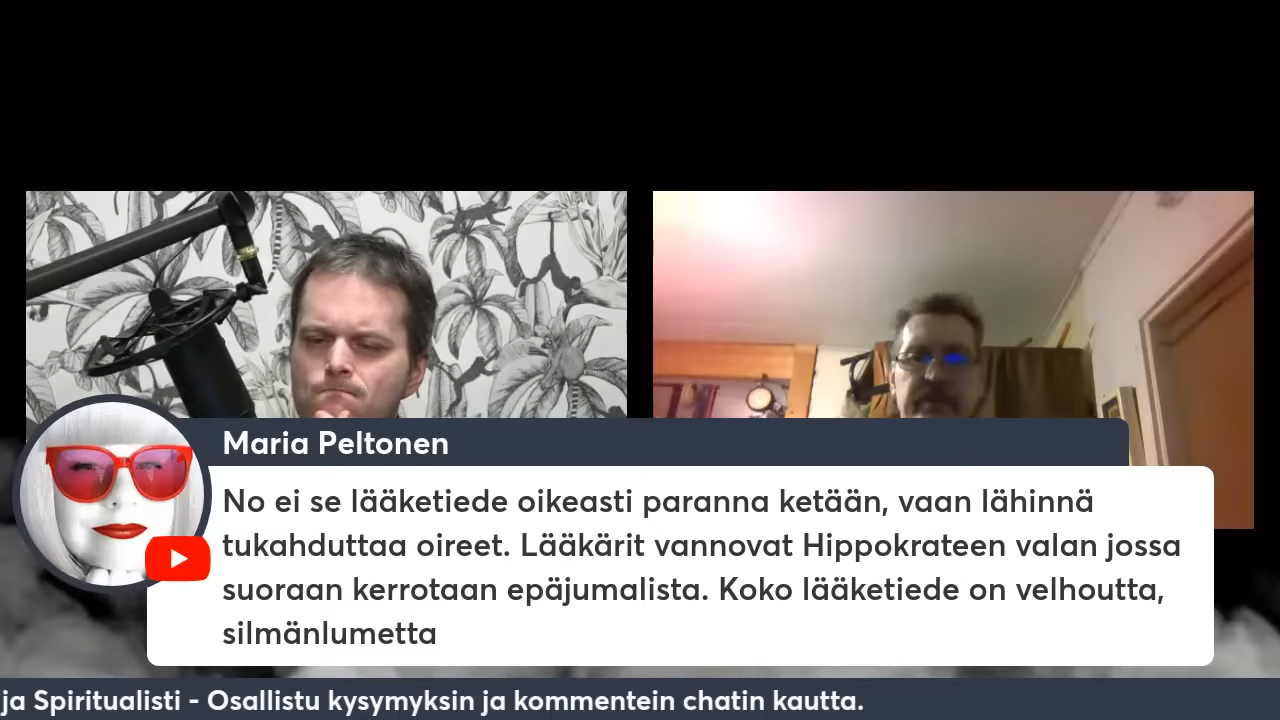 Maria Peltonen
No ei se lääketiede oikeasti paranna ketään, vaan lähinnä
tukahduttaa oireet. Lääkärit vannovat Hippokrateen valan jossa
suoraan kerrotaan epäjumalista. Koko lääketiede on velhoutta,
silmänlumetta
ja Spiritualisti - Osallistu kysymyksin ja kommentein chatin kautta.